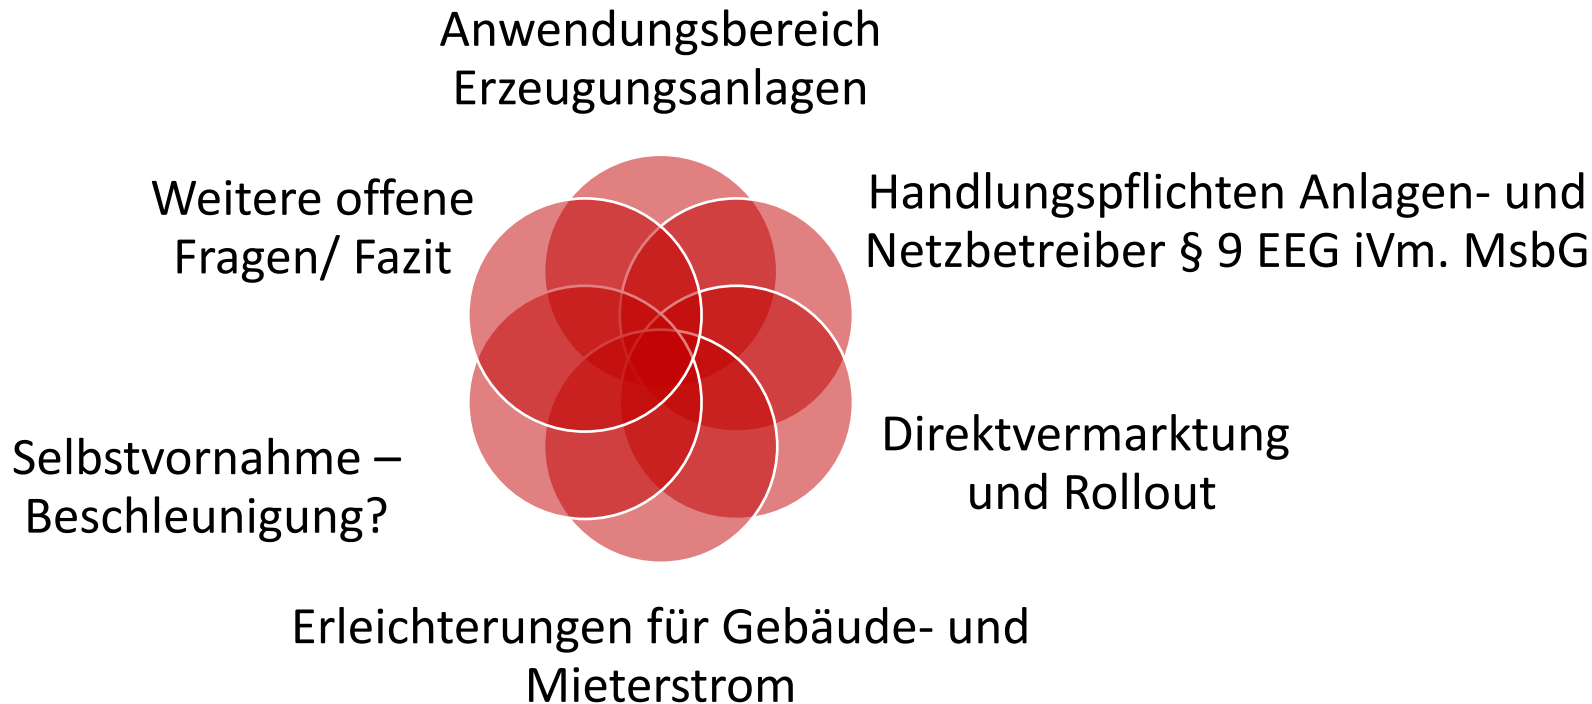 Anwendungsbereich
Erzeugungsanlagen
Handlungspflichten Anlagen- und
Netzbetreiber § 9 EEG iVm. MsbG
Direktvermarktung
und Rollout
Erleichterungen für Gebäude- und
Mieterstrom
Selbstvornahme –
Beschleunigung?
Weitere offene
Fragen/ Fazit